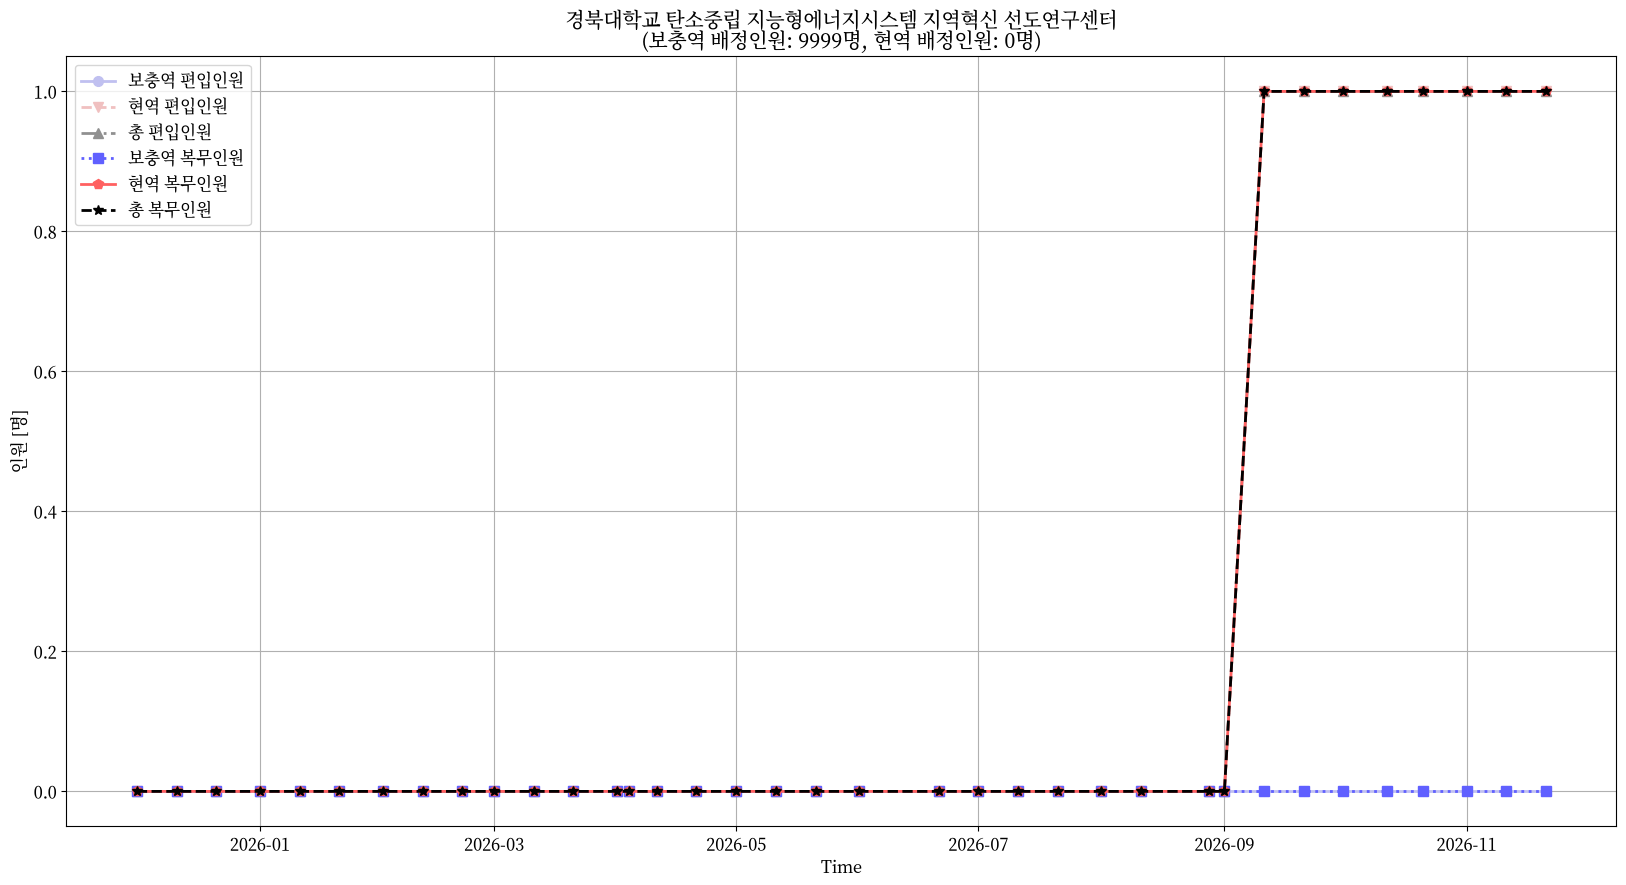 경북대학교 탄소중립 지능형에너지시스템 지역혁신 선도연구센터
(보충역 배정인원: 9999명, 현역 배정인원: 0명)
보충역 편입인원
현역 편입인원
총 편입인원
보충역 복무인원
현역 복무인원
총 복무인원
인원 [명]
1.0
0.8
0.6
0.4
0.2
0.0
2026-01
2026-03
2026-05
2026-07
2026-09
2026-11
Time